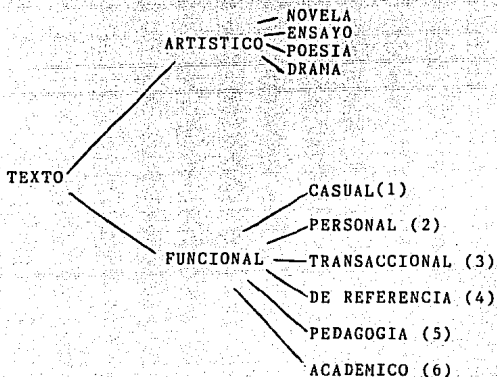 NOVELA
ENSAYO
ARTISTICO
POESIA
DRAMA
TEXTO
CASUAL(1)
PERSONAL (2)
FUNCIONAL
TRANSACCIONAL (3)
DE REFERENCIA (4)
PEDAGOGIA (5)
ACADEMICO (6)